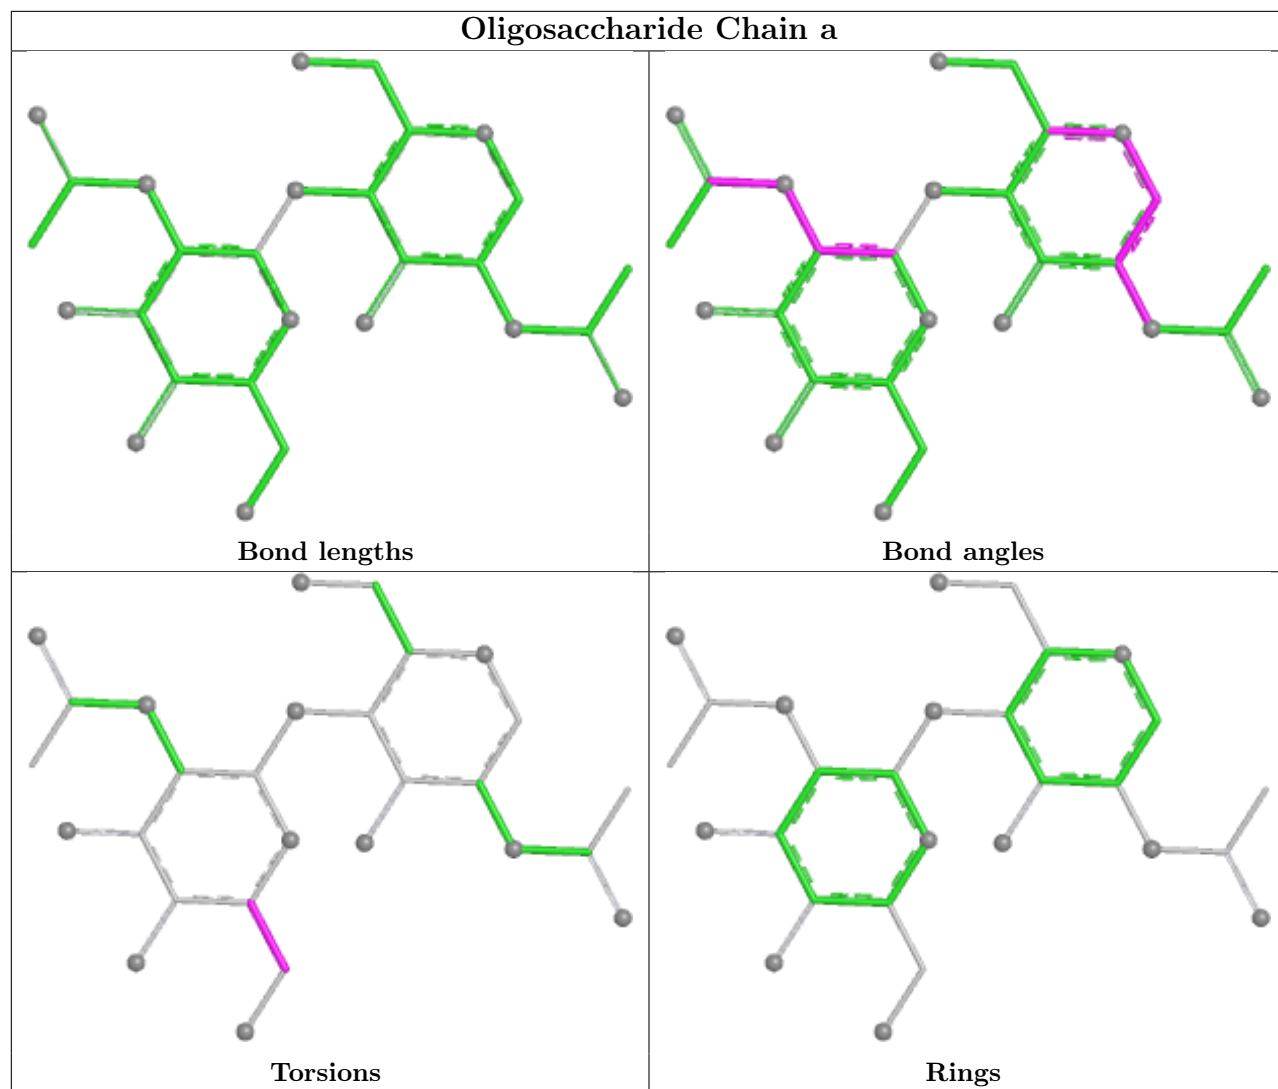 Oligosaccharide Chain a
Bond lengths
Bond angles
Torsions
Rings